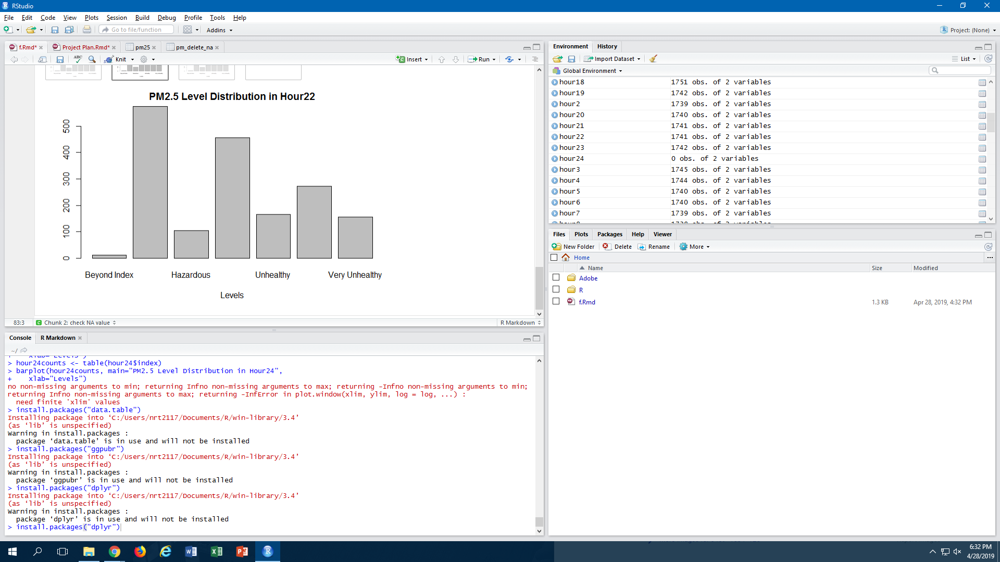 RStudio
File Edit Code View Plots Session Build Debug Profile Tools Help
Go to file/function Addins Project: (None)
f.Rmd* Project Plan.Rmd* pm25 pm_delete_na
ABC Knit Insert Run
PM2.5 Level Distribution in Hour22
500
400
300
200
100
0
Beyond Index Hazardous Unhealthy Very Unhealthy
Levels
83:3 Chunk 2: check NA value R Markdown
Console R Markdown
~/
+ xlab="Levels")
> hour24counts <- table(hour24$index)
> barplot(hour24counts, main="PM2.5 Level Distribution in Hour24",
+ xlab="Levels")
no non-missing arguments to min; returning Infno non-missing arguments to max; returning -Infno non-missing arguments to min;
returning Infno non-missing arguments to max; returning -InfError in plot.window(xlim, ylim, log = log, ...) :
need finite 'xlim' values
> install.packages("data.table")
Installing package into ‘C:/Users/nrt2117/Documents/R/win-library/3.4’
(as ‘lib’ is unspecified)
Warning in install.packages :
package ‘data.table’ is in use and will not be installed
> install.packages("ggpubr")
Installing package into ‘C:/Users/nrt2117/Documents/R/win-library/3.4’
(as ‘lib’ is unspecified)
Warning in install.packages :
package ‘ggpubr’ is in use and will not be installed
> install.packages("dplyr")
Installing package into ‘C:/Users/nrt2117/Documents/R/win-library/3.4’
(as ‘lib’ is unspecified)
Warning in install.packages :
package ‘dplyr’ is in use and will not be installed
> install.packages("dplyr")
Environment History
Import Dataset List
Global Environment
hour18 1751 obs. of 2 variables
hour19 1742 obs. of 2 variables
hour2 1739 obs. of 2 variables
hour20 1740 obs. of 2 variables
hour21 1741 obs. of 2 variables
hour22 1741 obs. of 2 variables
hour23 1742 obs. of 2 variables
hour24 0 obs. of 2 variables
hour3 1745 obs. of 2 variables
hour4 1744 obs. of 2 variables
hour5 1740 obs. of 2 variables
hour6 1740 obs. of 2 variables
hour7 1739 obs. of 2 variables
Files Plots Packages Help Viewer
New Folder Delete Rename More
Home
Name Size Modified
Adobe
R
f.Rmd 1.3 KB Apr 28, 2019, 4:32 PM
6:32 PM
4/28/2019